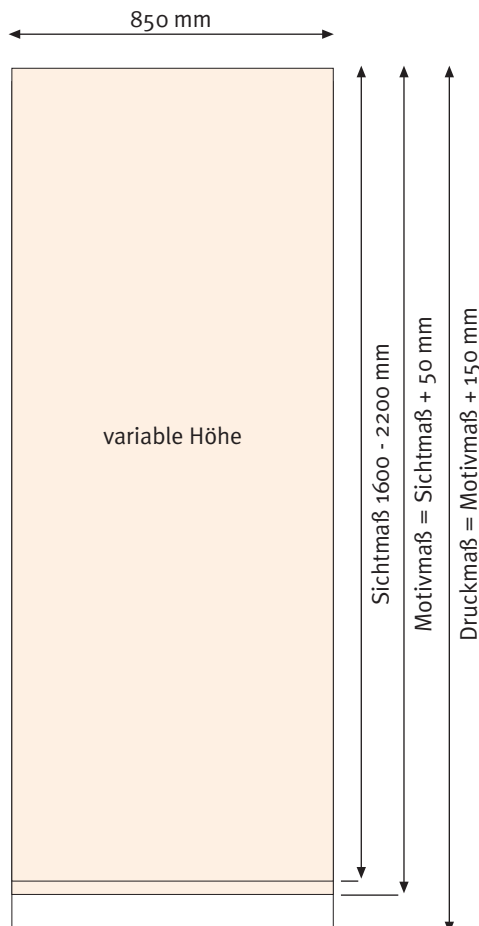 850 mm
variable Höhe
Sichtmaß 1600 - 2200 mm
Motivmaß = Sichtmaß + 50 mm
Druckmaß = Motivmaß + 150 mm